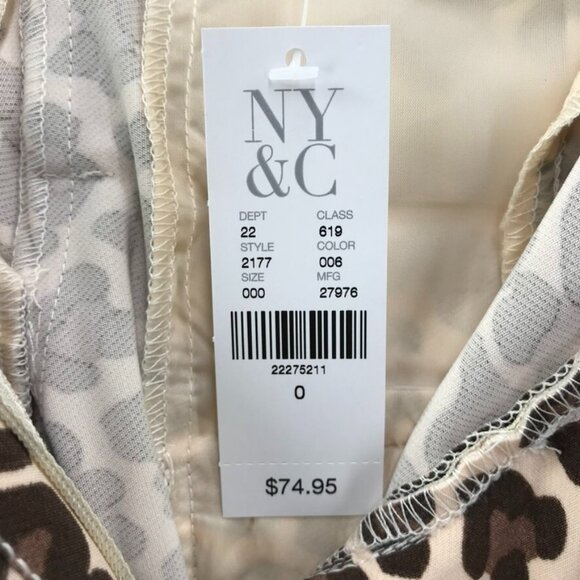 NY
&C
DEPT CLASS
22 619
STYLE COLOR
2177 006
SIZE MFG
000 27976
22275211
0
$74.95